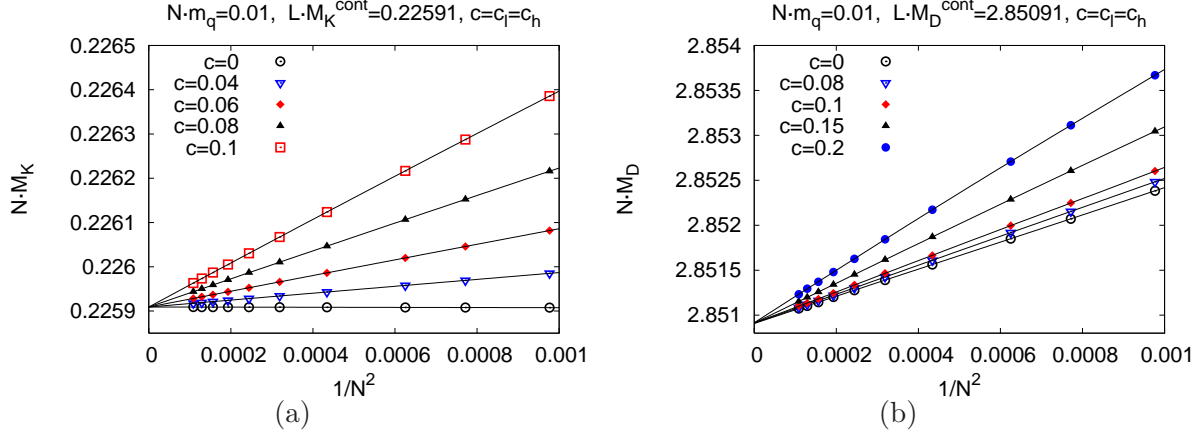 N·m_q=0.01, L·M_K^cont=0.22591, c=c_l=c_h
0.2265
0.2264
0.2263
0.2262
0.2261
0.226
0.2259
N·M_K
c=0
c=0.04
c=0.06
c=0.08
c=0.1
0 0.0002 0.0004 0.0006 0.0008 0.001
1/N^2
(a)
N·m_q=0.01, L·M_D^cont=2.85091, c=c_l=c_h
2.854
2.8535
2.853
2.8525
2.852
2.8515
2.851
N·M_D
c=0
c=0.08
c=0.1
c=0.15
c=0.2
0 0.0002 0.0004 0.0006 0.0008 0.001
1/N^2
(b)